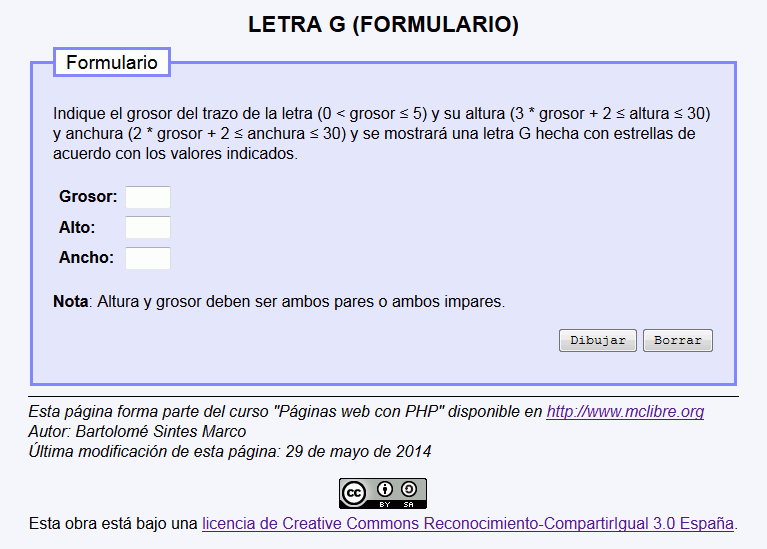 LETRA G (FORMULARIO)
Formulario
Indique el grosor del trazo de la letra (0 < grosor ≤ 5) y su altura (3 * grosor + 2 ≤ altura ≤ 30)
y anchura (2 * grosor + 2 ≤ anchura ≤ 30) y se mostrará una letra G hecha con estrellas de
acuerdo con los valores indicados.
Grosor:
Alto:
Ancho:
Nota: Altura y grosor deben ser ambos pares o ambos impares.
Dibujar Borrar
Esta página forma parte del curso "Páginas web con PHP" disponible en http://www.mclibre.org
Autor: Bartolomé Sintes Marco
Última modificación de esta página: 29 de mayo de 2014
cc BY SA
Esta obra está bajo una licencia de Creative Commons Reconocimiento-CompartirIgual 3.0 España.